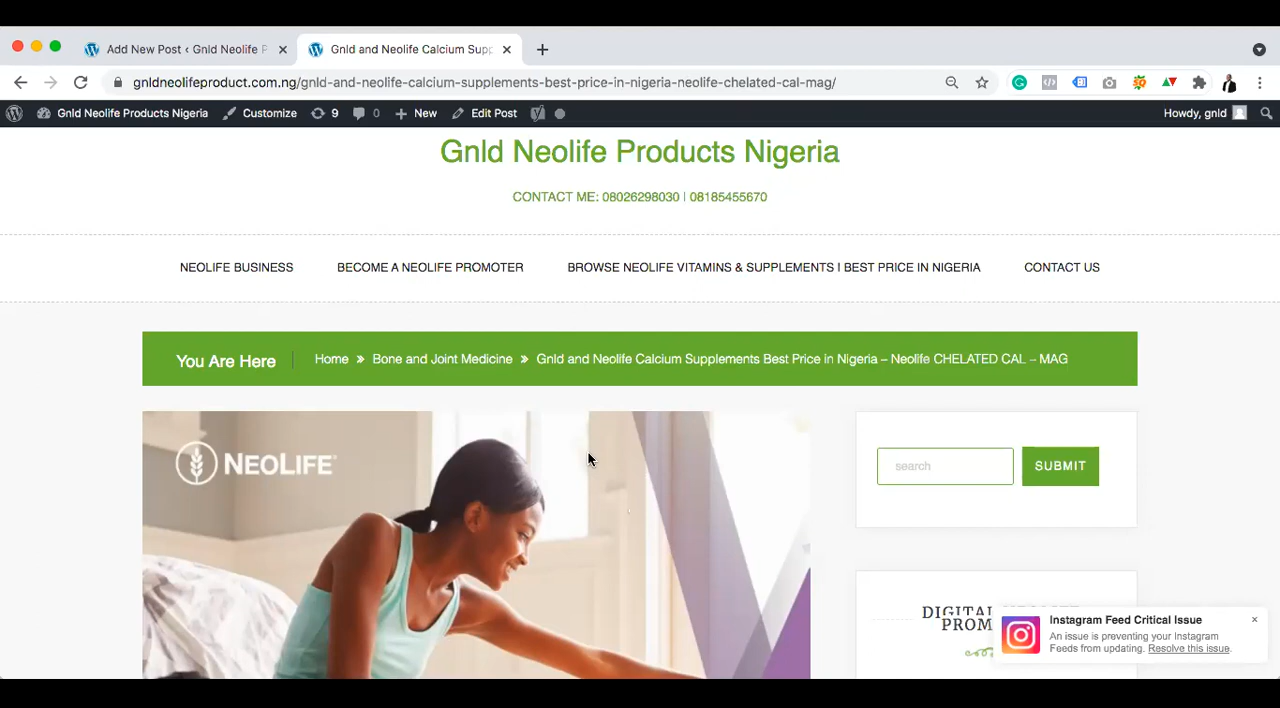 Add New Post ‹ Gnld Neolife P
Gnld and Neolife Calcium Supp
gnldneolifeproduct.com.ng/gnld-and-neolife-calcium-supplements-best-price-in-nigeria-neolife-chelated-cal-mag/
Gnld Neolife Products Nigeria
Customize
9
0
New
Edit Post
Howdy, gnld
Gnld Neolife Products Nigeria
CONTACT ME: 08026298030 | 08185455670
NEOLIFE BUSINESS
BECOME A NEOLIFE PROMOTER
BROWSE NEOLIFE VITAMINS & SUPPLEMENTS | BEST PRICE IN NIGERIA
CONTACT US
You Are Here
Home » Bone and Joint Medicine » Gnld and Neolife Calcium Supplements Best Price in Nigeria – Neolife CHELATED CAL – MAG
NEOLIFE
search
SUBMIT
DIGITAL
Instagram Feed Critical Issue
An issue is preventing your Instagram
Feeds from updating. Resolve this issue.